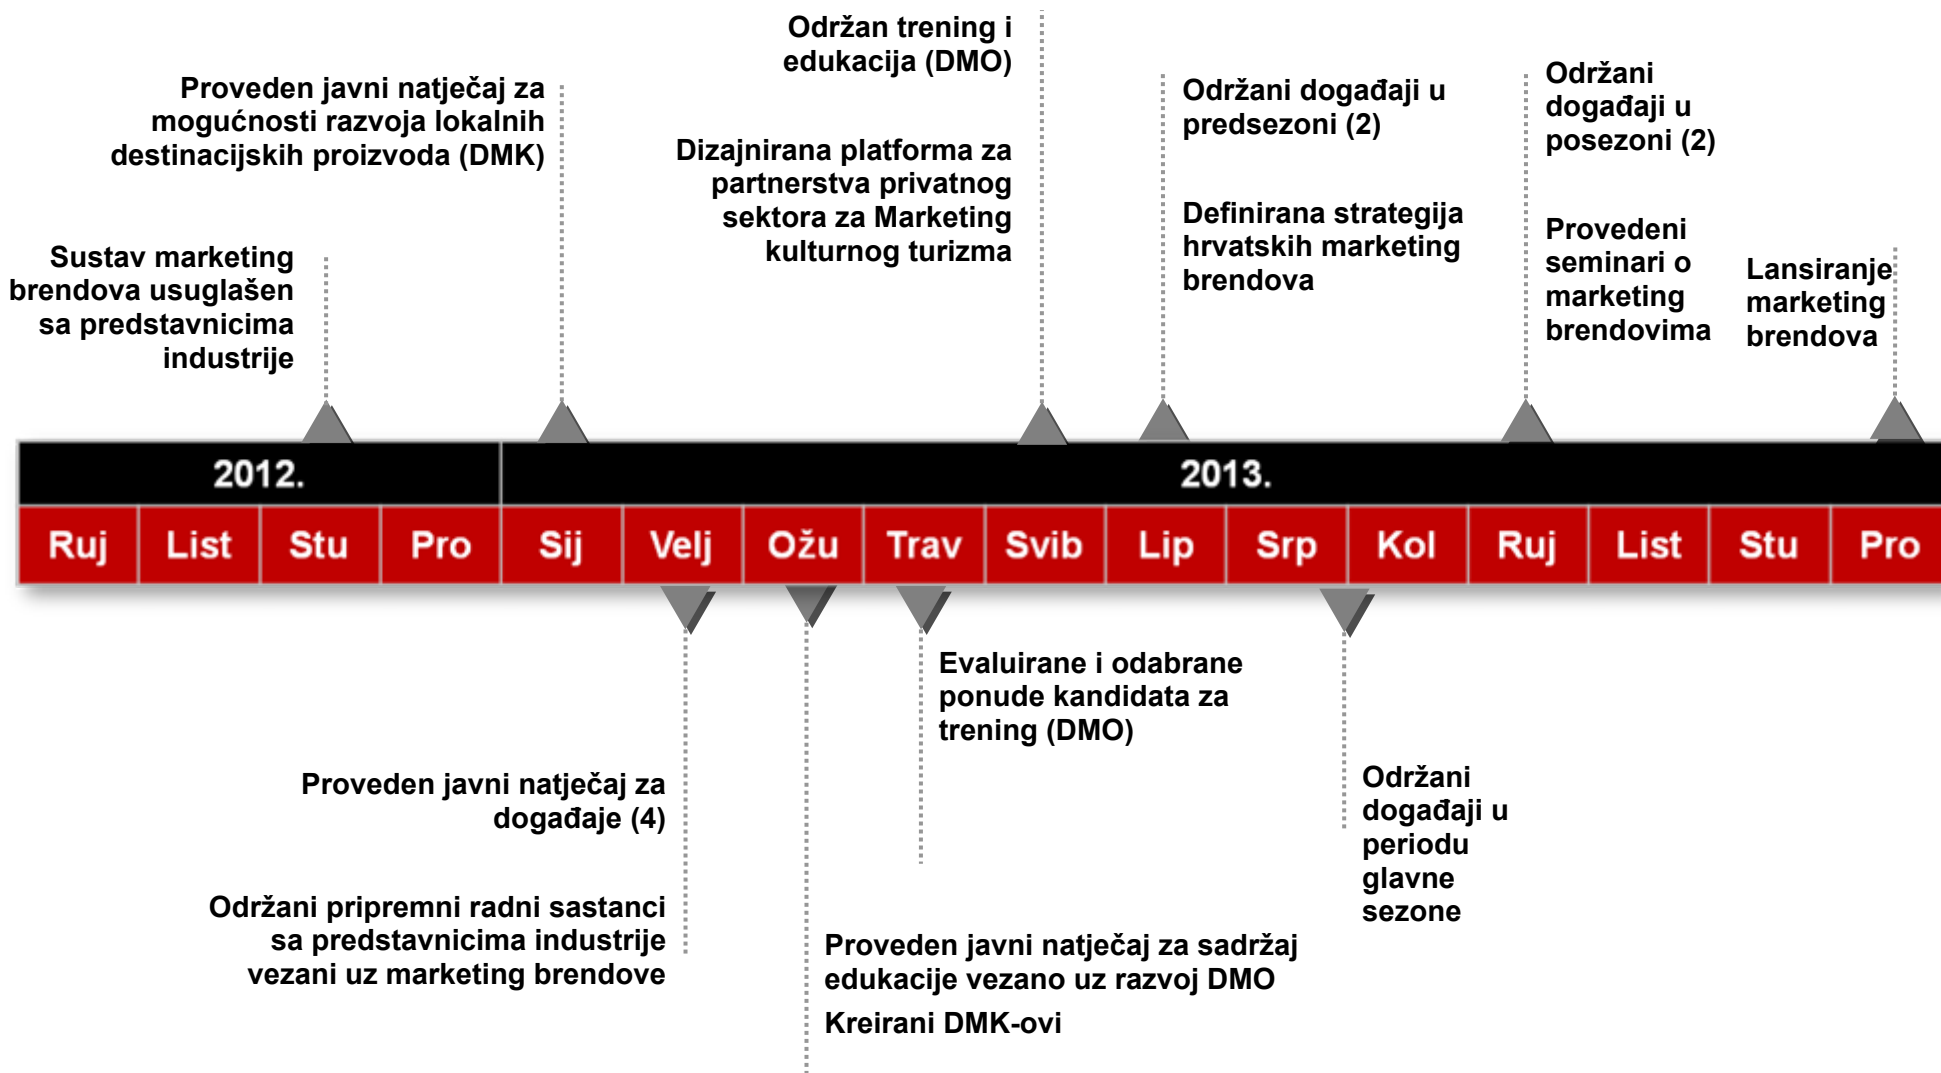 Održan trening i
edukacija (DMO)
Proveden javni natječaj za
mogućnosti razvoja lokalnih
destinacijskih proizvoda (DMK)
Održani događaji u
predsezoni (2)
Održani
događaji u
posezoni (2)
Dizajnirana platforma za
partnerstva privatnog
sektora za Marketing
kulturnog turizma
Definirana strategija
hrvatskih marketing
brendova
Provedeni
seminari o
marketing
brendovima
Sustav marketing
brendova usuglašen
sa predstavnicima
industrije
Lansiranje
marketing
brendova
2012. 2013.
Ruj List Stu Pro Sij Velj Ožu Trav Svib Lip Srp Kol Ruj List Stu Pro
Evaluirane i odabrane
ponude kandidata za
trening (DMO)
Proveden javni natječaj za
događaje (4)
Održani
događaji u
periodu
glavne
sezone
Održani pripremni radni sastanci
sa predstavnicima industrije
vezani uz marketing brendove
Proveden javni natječaj za sadržaj
edukacije vezano uz razvoj DMO
Kreirani DMK-ovi